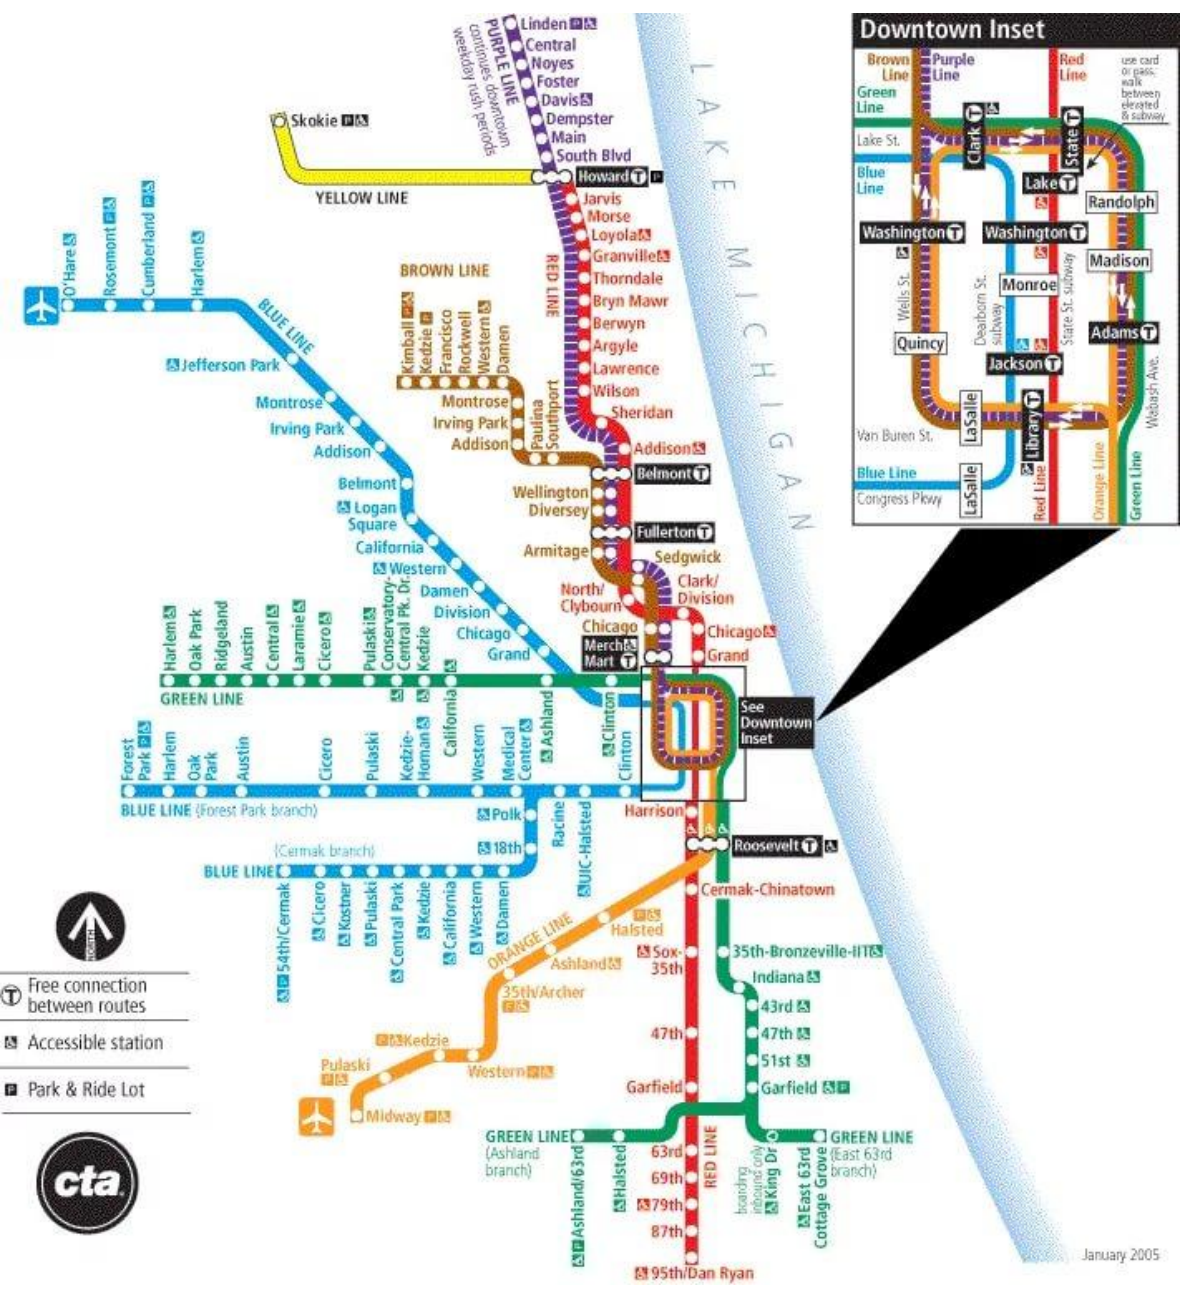 Linden P
Central
Noyes
Foster
Davis
Dempster
Main
South Blvd
PURPLE LINE
continues downtown
weekday rush periods
Howard T P
Skokie P
YELLOW LINE
LAKE MICHIGAN
Jarvis
Morse
Loyola
Granville
Thorndale
Bryn Mawr
Berwyn
Argyle
Lawrence
Wilson
Sheridan
Addison
RED LINE
Belmont T
Fullerton T
BROWN LINE
Kimball P
Kedzie P
Francisco
Rockwell
Western
Damen
Montrose
Irving Park
Addison
Paulina
Southport
Wellington
Diversey
Armitage
Sedgwick
North/
Clybourn
Clark/
Division
Chicago
Chicago
Merch
Mart T
Grand
O'Hare
Rosemont P
Cumberland P
Harlem
BLUE LINE
Jefferson Park
Montrose
Irving Park
Addison
Belmont
Logan
Square
California
Western
Damen
Division
Chicago
Grand
Harlem
Oak Park
Ridgeland
Austin
Central
Laramie
Cicero
Pulaski
Conservatory-
Central Pk. Dr.
Kedzie
California
Ashland
Clinton
GREEN LINE
See
Downtown
Inset
Forest
Park P
Harlem
Oak
Park
Austin
Cicero
Pulaski
Kedzie-
Homan
Western
Medical
Center
Clinton
BLUE LINE (Forest Park branch)
Racine
UIC-Halsted
Polk
18th
(Cermak branch)
BLUE LINE
P 54th/Cermak
Cicero
Kostner
Pulaski
Central Park
Kedzie
California
Western
Damen
Harrison
Roosevelt T
Cermak-Chinatown
Sox-
35th
47th
Garfield
63rd
69th
79th
87th
95th/Dan Ryan
RED LINE
ORANGE LINE
P
Halsted
Ashland
35th/Archer
P
Western P
P Kedzie
Pulaski
P
Midway P
35th-Bronzeville-IIT
Indiana
43rd
47th
51st
Garfield P
GREEN LINE
(Ashland
branch)
P Ashland/63rd
Halsted
boarding
inbound only
King Dr
East 63rd
Cottage Grove
GREEN LINE
(East 63rd
branch)
NORTH
T Free connection
between routes
Accessible station
P Park & Ride Lot
cta
January 2005
Downtown Inset
Brown
Line
Purple
Line
Red
Line
use card
or pass,
walk
between
elevated
& subway
Green
Line
Lake St.
Clark T
State T
Blue
Line
Lake T
Randolph
Washington T
Washington T
Madison
Monroe
Wells St.
Dearborn St.
subway
State St. subway
Quincy
Jackson T
Adams T
Wabash Ave.
LaSalle
Library T
Van Buren St.
Blue Line
Congress Pkwy
LaSalle
Red Line
Orange Line
Green Line